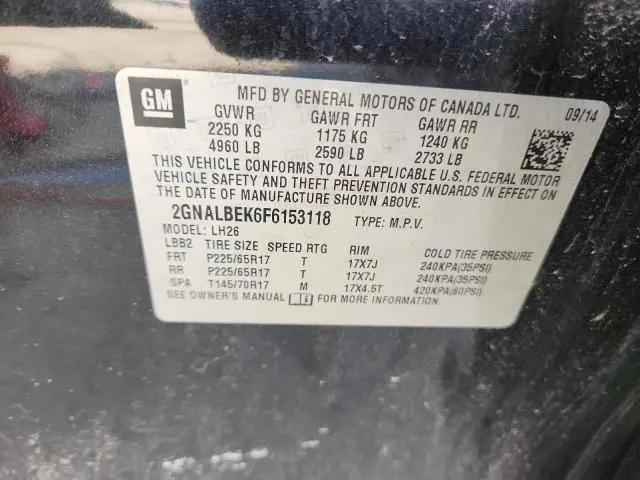 GM
MFD BY GENERAL MOTORS OF CANADA LTD. 09/14
GVWR GAWR FRT GAWR RR
2250 KG 1175 KG 1240 KG
4960 LB 2590 LB 2733 LB
THIS VEHICLE CONFORMS TO ALL APPLICABLE U.S. FEDERAL MOTOR
VEHICLE SAFETY AND THEFT PREVENTION STANDARDS IN EFFECT ON
THE DATE OF MANUFACTURE SHOWN ABOVE.
2GNALBEK6F6153118 TYPE: M.P.V.
MODEL: LH26
LBB2 TIRE SIZE SPEED RTG RIM COLD TIRE PRESSURE
FRT P225/65R17 T 17X7J 240KPA(35PSI)
RR P225/65R17 T 17X7J 240KPA(35PSI)
SPA T145/70R17 M 17X4.5T 420KPA(60PSI)
SEE OWNER'S MANUAL FOR MORE INFORMATION.